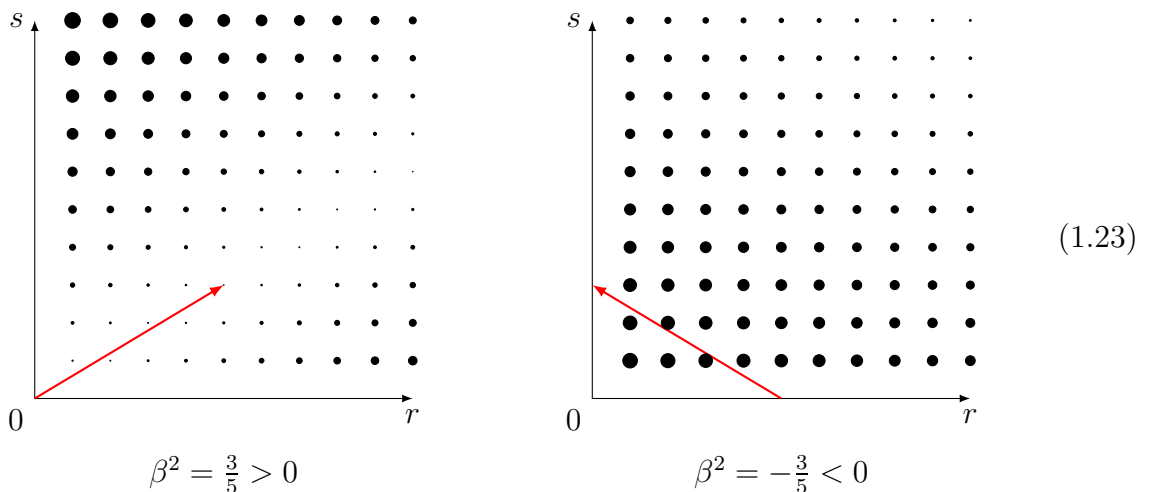 s s
(1.23)
0 r 0 r
β² = 3/5 > 0 β² = −3/5 < 0